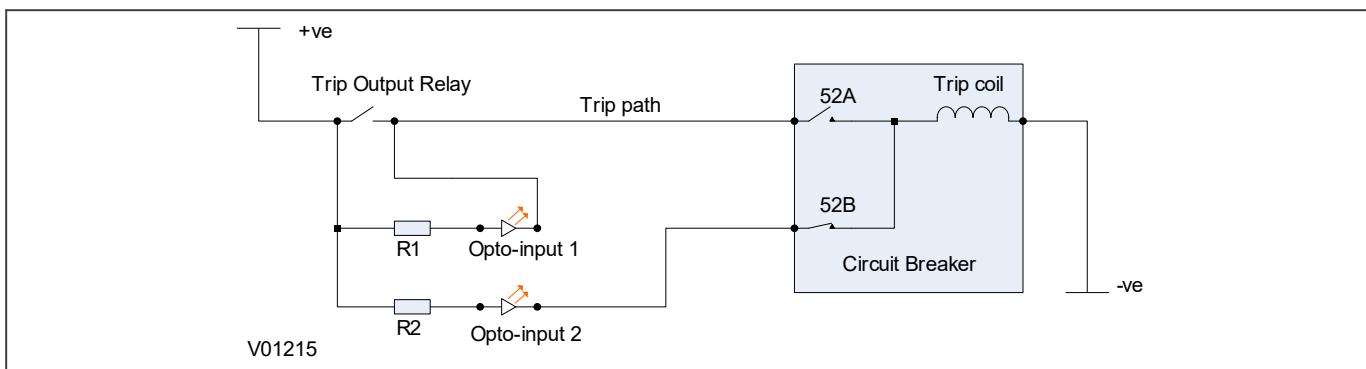 +ve
Trip Output Relay
Trip path
52A
Trip coil
R1
Opto-input 1
52B
Circuit Breaker
-ve
R2
Opto-input 2
V01215